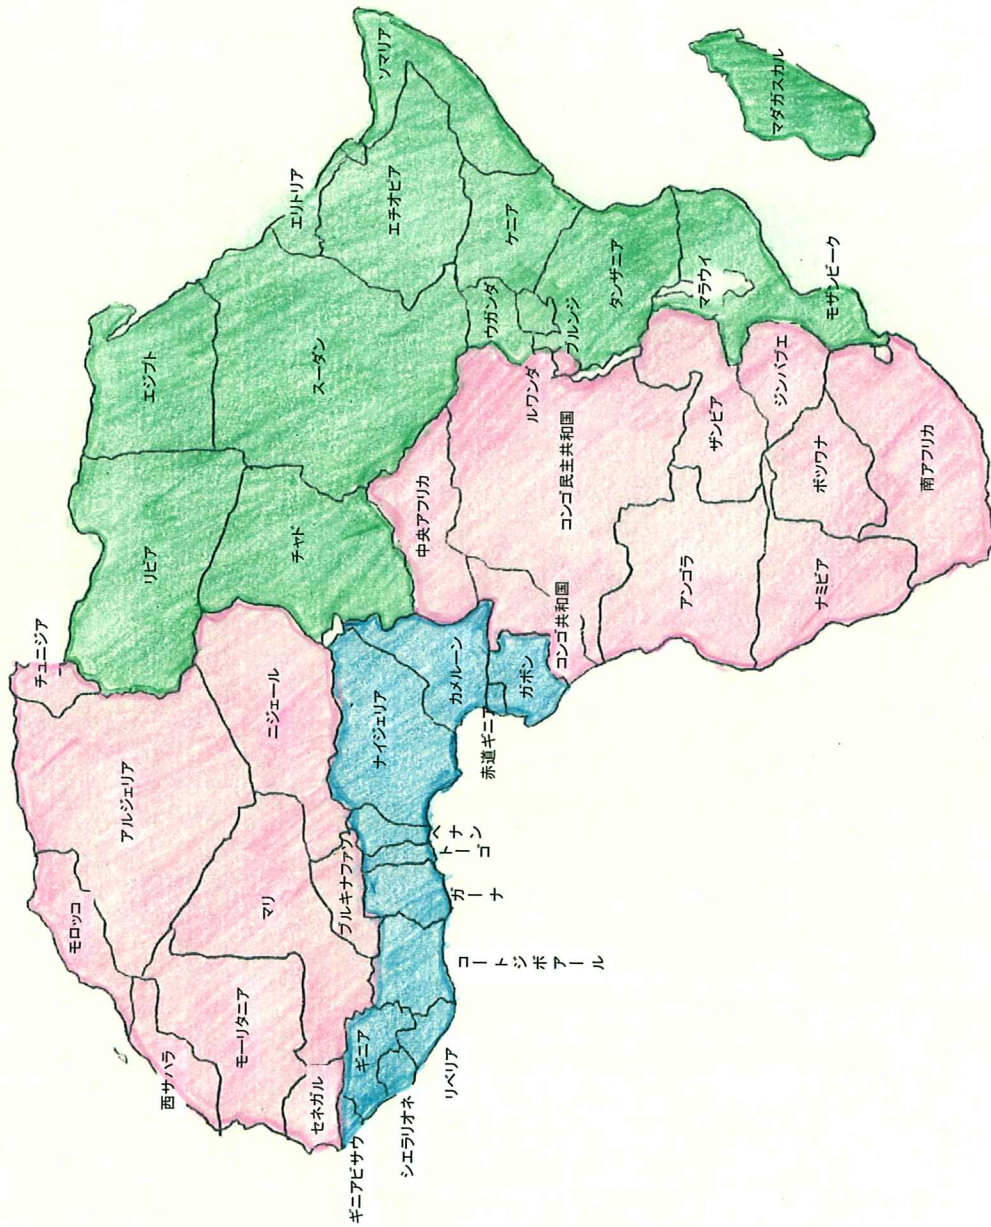 チュニジア
モロッコ
アルジェリア
リビア
エジプト
西サハラ
モーリタニア
マリ
ニジェール
チャド
スーダン
エリトリア
セネガル
ブルキナファソ
エチオピア
ソマリア
ギニアビサウ
ギニア
シエラリオネ
リベリア
コートジボアール
ガーナ
トーゴ
ベナン
ナイジェリア
カメルーン
中央アフリカ
赤道ギニア
ガボン
コンゴ共和国
コンゴ民主共和国
ウガンダ
ケニア
ルワンダ
ブルンジ
タンザニア
アンゴラ
ザンビア
マラウイ
モザンビーク
マダガスカル
ナミビア
ボツワナ
ジンバブエ
南アフリカ